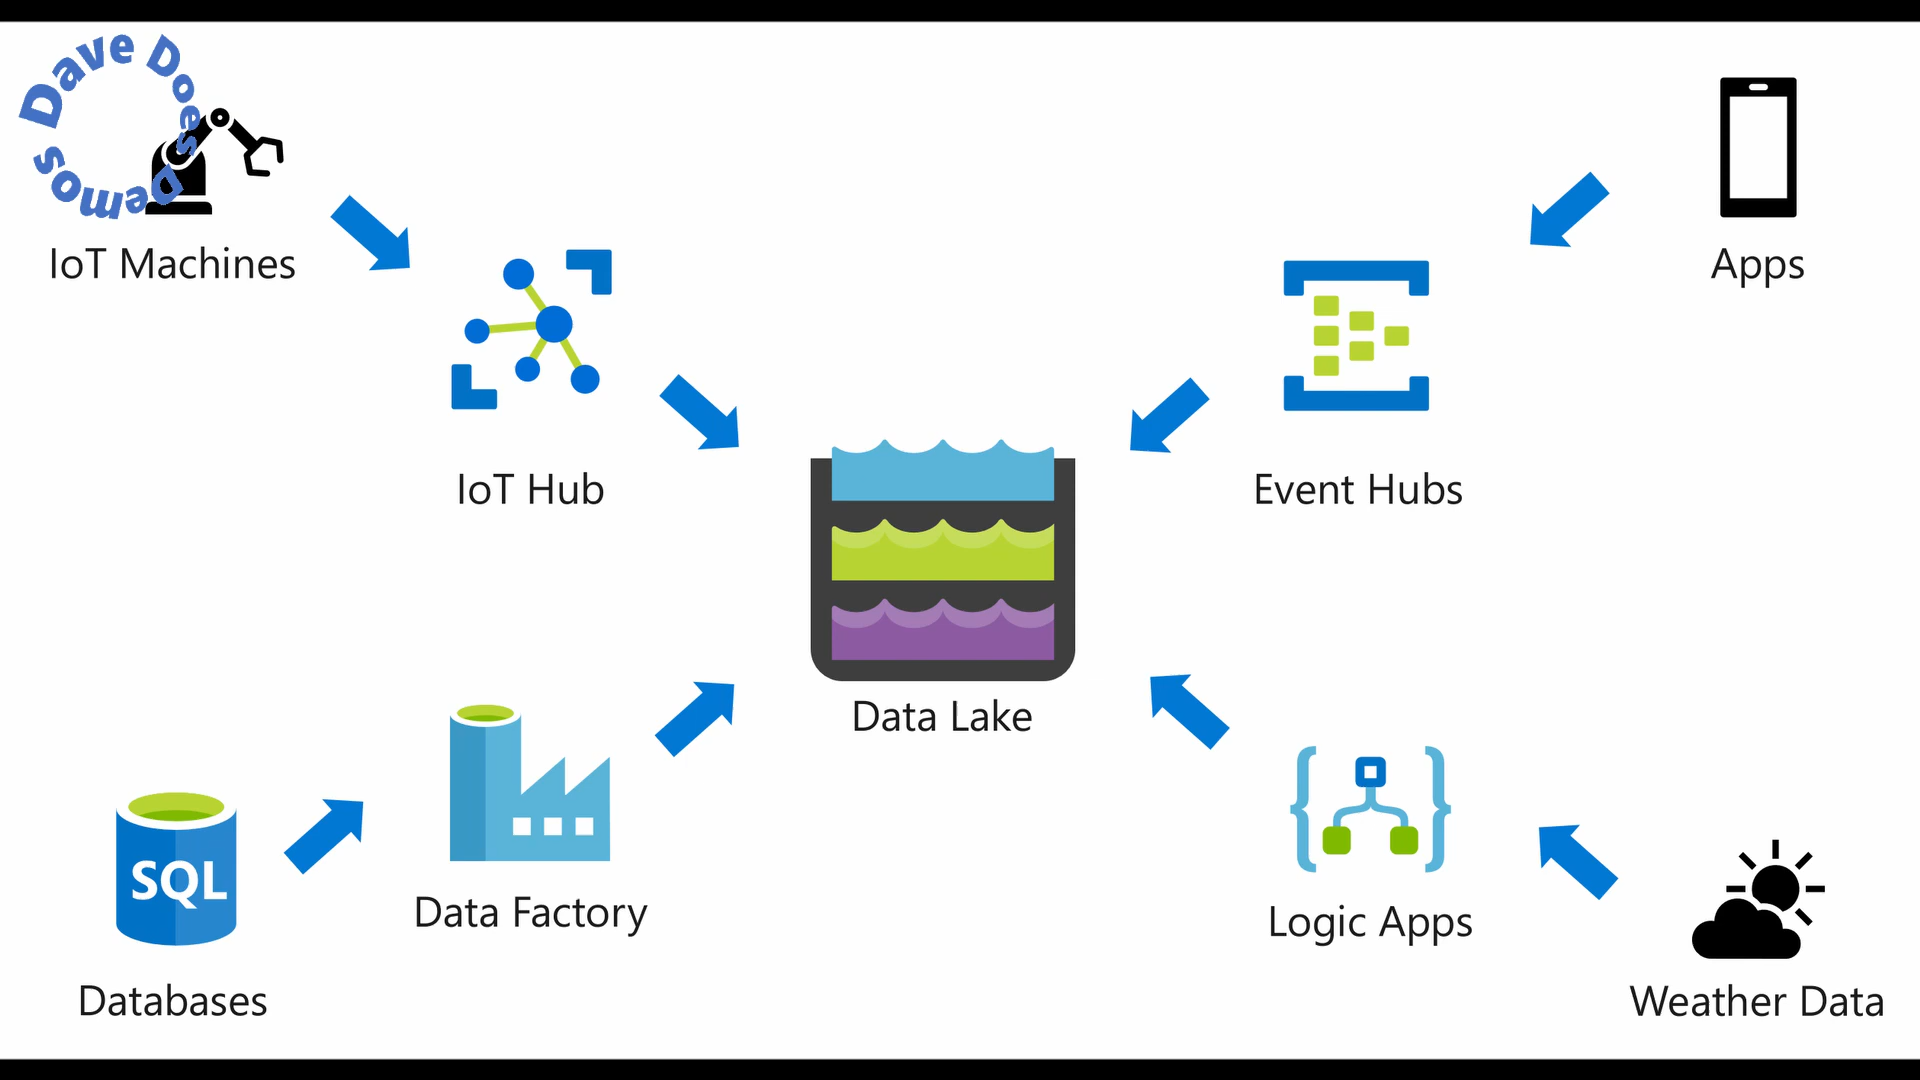 Dave Does Demos
IoT Machines
Apps
IoT Hub
Event Hubs
Data Lake
SQL
Data Factory
Logic Apps
Databases
Weather Data